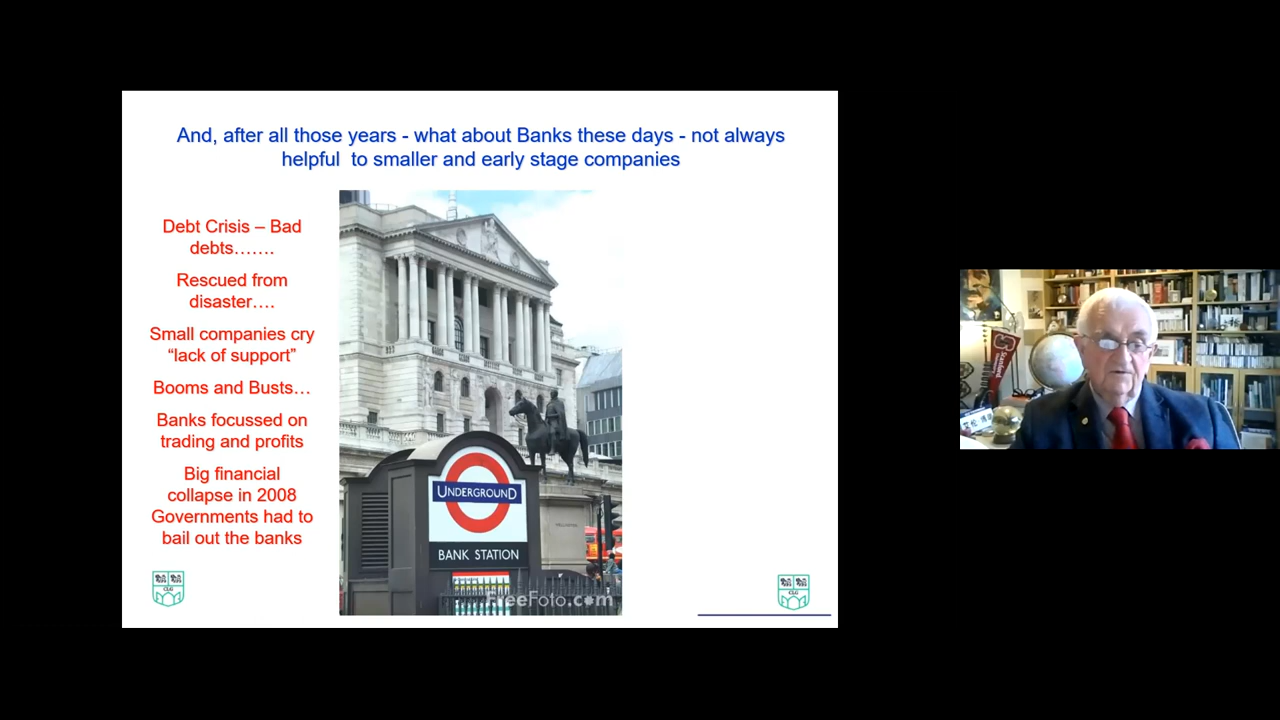 And, after all those years - what about Banks these days - not always
helpful  to smaller and early stage companies
Debt Crisis – Bad
debts…….
Rescued from
disaster….
Small companies cry
“lack of support”
Booms and Busts…
Banks focussed on
trading and profits
Big financial
collapse in 2008
Governments had to
bail out the banks
UNDERGROUND
BANK STATION
FreeFoto.com
CLG
CLG
Stanford